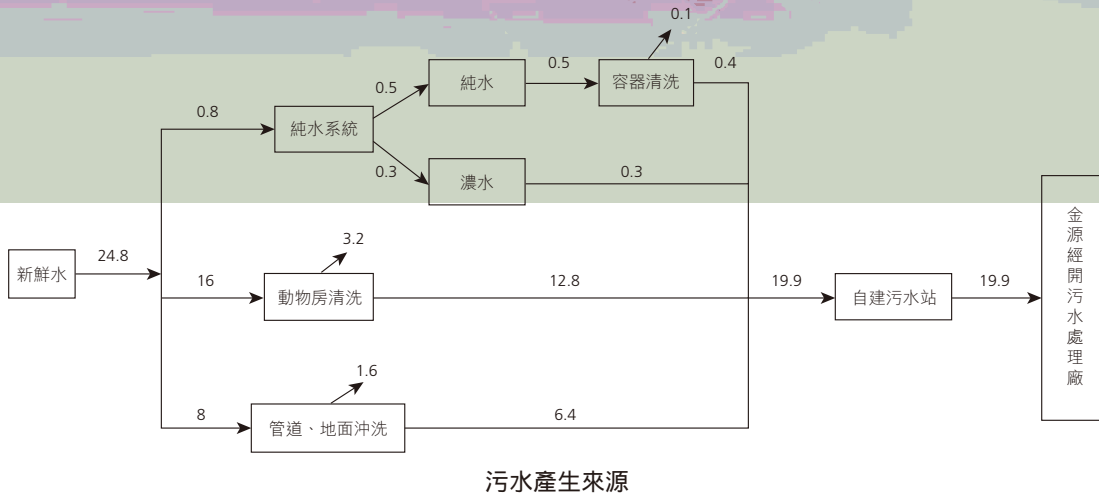 0.1
0.5
0.4
純水
容器清洗
0.5
0.8
純水系統
0.3
0.3
濃水
新鮮水
24.8
3.2
16
動物房清洗
12.8
19.9
自建污水站
19.9
金源經開污水處理廠
1.6
8
管道、地面沖洗
6.4
污水產生來源